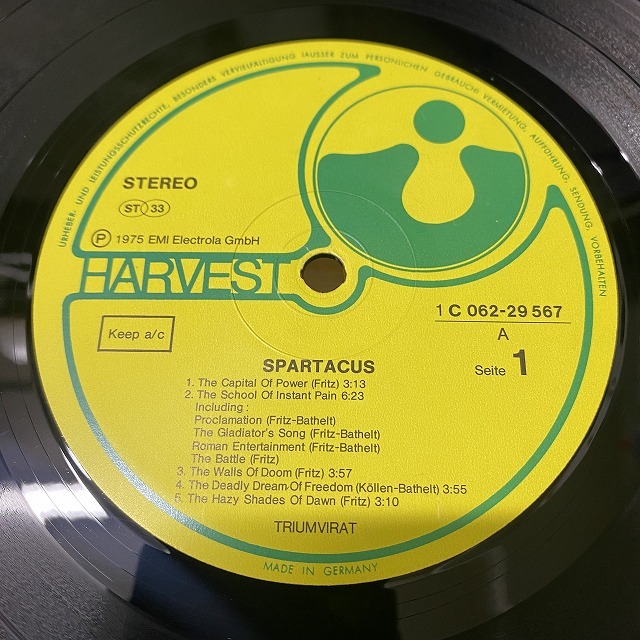 URHEBER- UND LEISTUNGSSCHUTZRECHTE, BESONDERS VERVIELFÄLTIGUNG (AUSSER ZUM PERSÖNLICHEN GEBRAUCH) VERMIETUNG, AUFFÜHRUNG, SENDUNG, VORBEHALTEN
STEREO
ST 33
Ⓟ 1975 EMI Electrola GmbH
HARVEST
1 C 062-29 567
A
Seite 1
Keep a/c
SPARTACUS
1. The Capital Of Power (Fritz) 3:13
2. The School Of Instant Pain 6:23
Including:
Proclamation (Fritz-Bathelt)
The Gladiator's Song (Fritz-Bathelt)
Roman Entertainment (Fritz-Bathelt)
The Battle (Fritz)
3. The Walls Of Doom (Fritz) 3:57
4. The Deadly Dream Of Freedom (Köllen-Bathelt) 3:55
5. The Hazy Shades Of Dawn (Fritz) 3:10
TRIUMVIRAT
MADE IN GERMANY